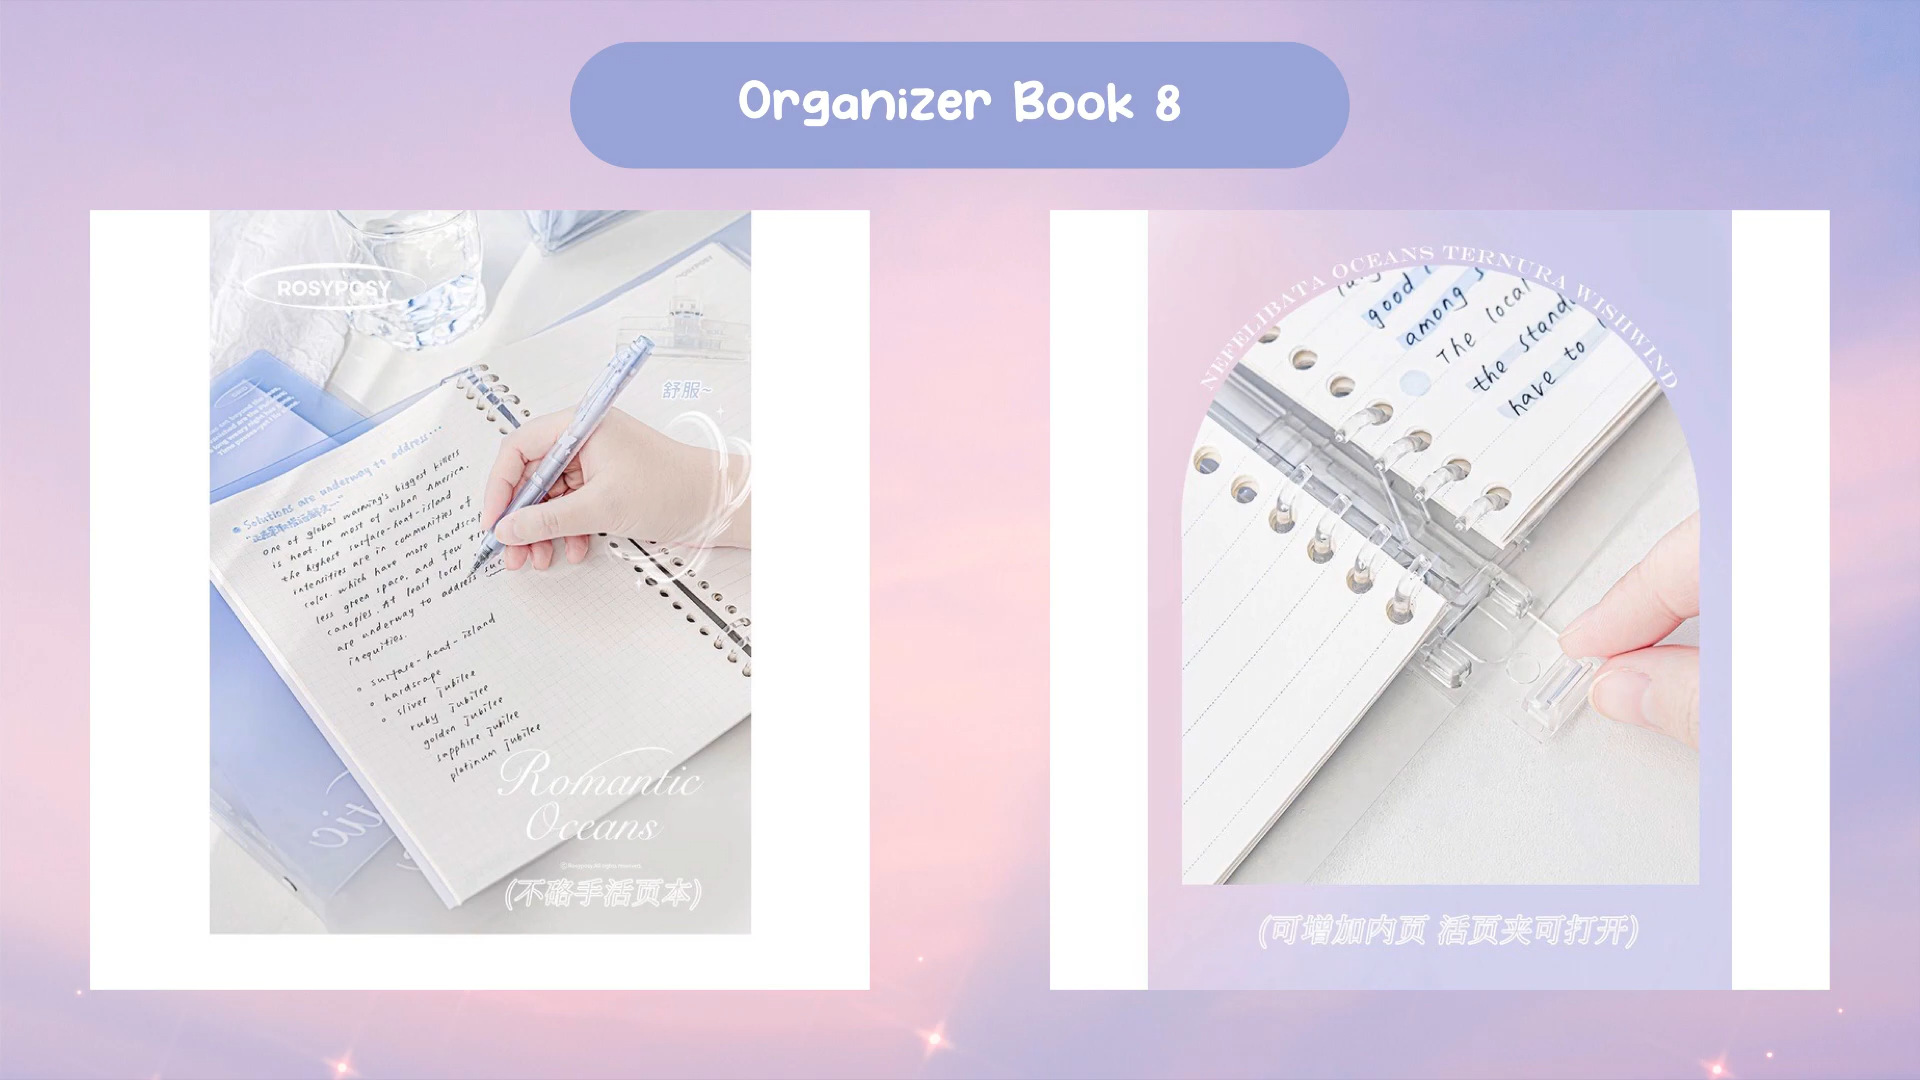 Organizer Book 8
ROSYPOSY
舒服~
Solutions are underway to address...
one of global warming's biggest killers
is heat. In most of urban America.
the highest surface-heat-island
intensities are in communities of
color. which have more hardscape
less green space, and few tr
canopies. At least local
are underway to address suc
irequities.
surtare-heat-island
hardscape
sliver jubilee
ruby jubilee
golden jubilee
sapphire jubilee
platinum jubilee
Romantic
Oceans
(不硌手活页本)
NEFELIBATA OCEANS TERNURA WISHWIND
good
among s
The local
the stand
have to
(可增加内页 活页夹可打开)